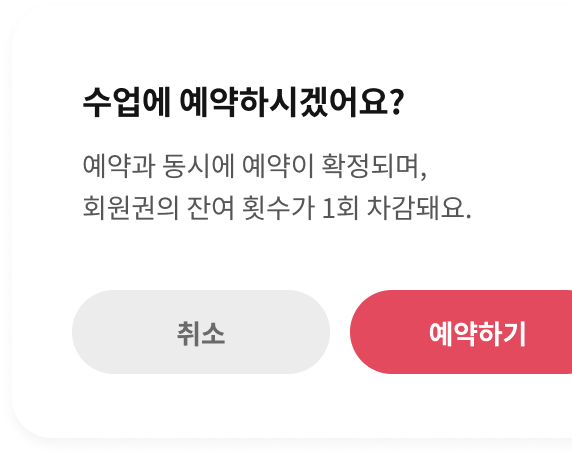 수업에 예약하시겠어요?
예약과 동시에 예약이 확정되며,
회원권의 잔여 횟수가 1회 차감돼요.
취소
예약하기